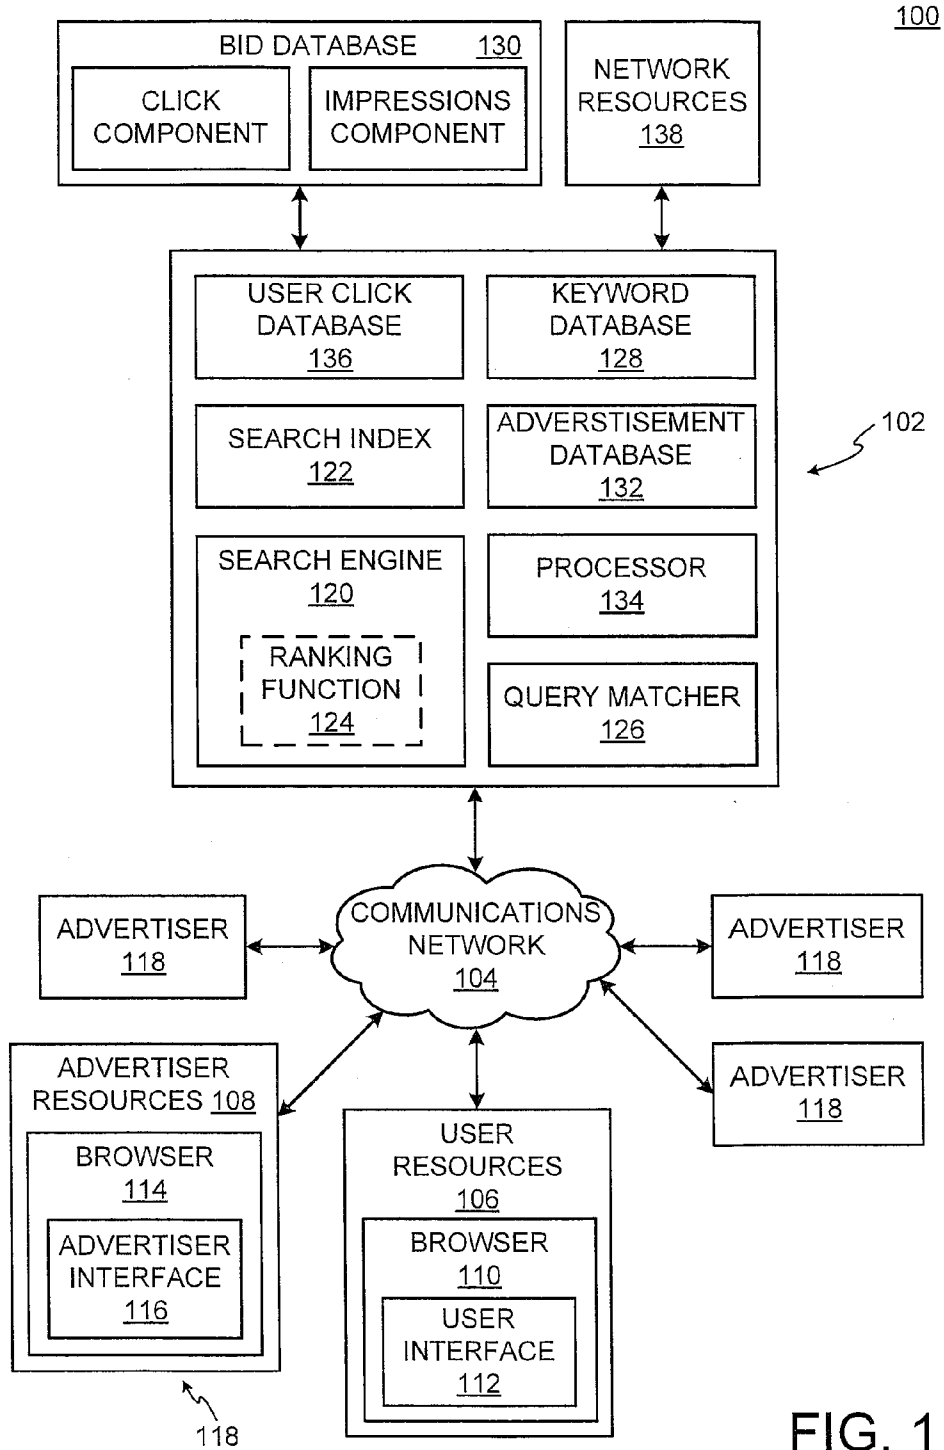 100
BID DATABASE 130
CLICK
COMPONENT
IMPRESSIONS
COMPONENT
NETWORK
RESOURCES
138
USER CLICK
DATABASE
136
KEYWORD
DATABASE
128
SEARCH INDEX
122
ADVERSTISEMENT
DATABASE
132
102
SEARCH ENGINE
120
RANKING
FUNCTION
124
PROCESSOR
134
QUERY MATCHER
126
COMMUNICATIONS
NETWORK
104
ADVERTISER
118
ADVERTISER
118
ADVERTISER
RESOURCES 108
BROWSER
114
ADVERTISER
INTERFACE
116
118
USER
RESOURCES
106
BROWSER
110
USER
INTERFACE
112
ADVERTISER
118
FIG. 1